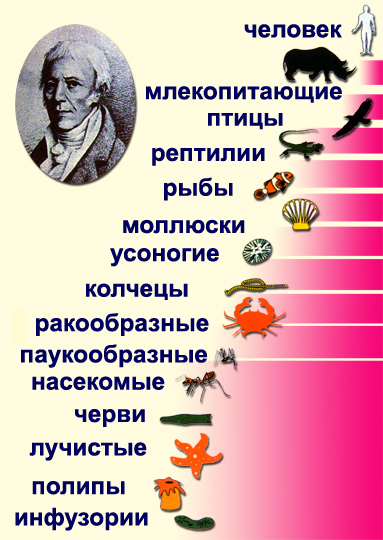 человек
млекопитающие
птицы
рептилии
рыбы
моллюски
усоногие
колчецы
ракообразные
паукообразные
насекомые
черви
лучистые
полипы
инфузории